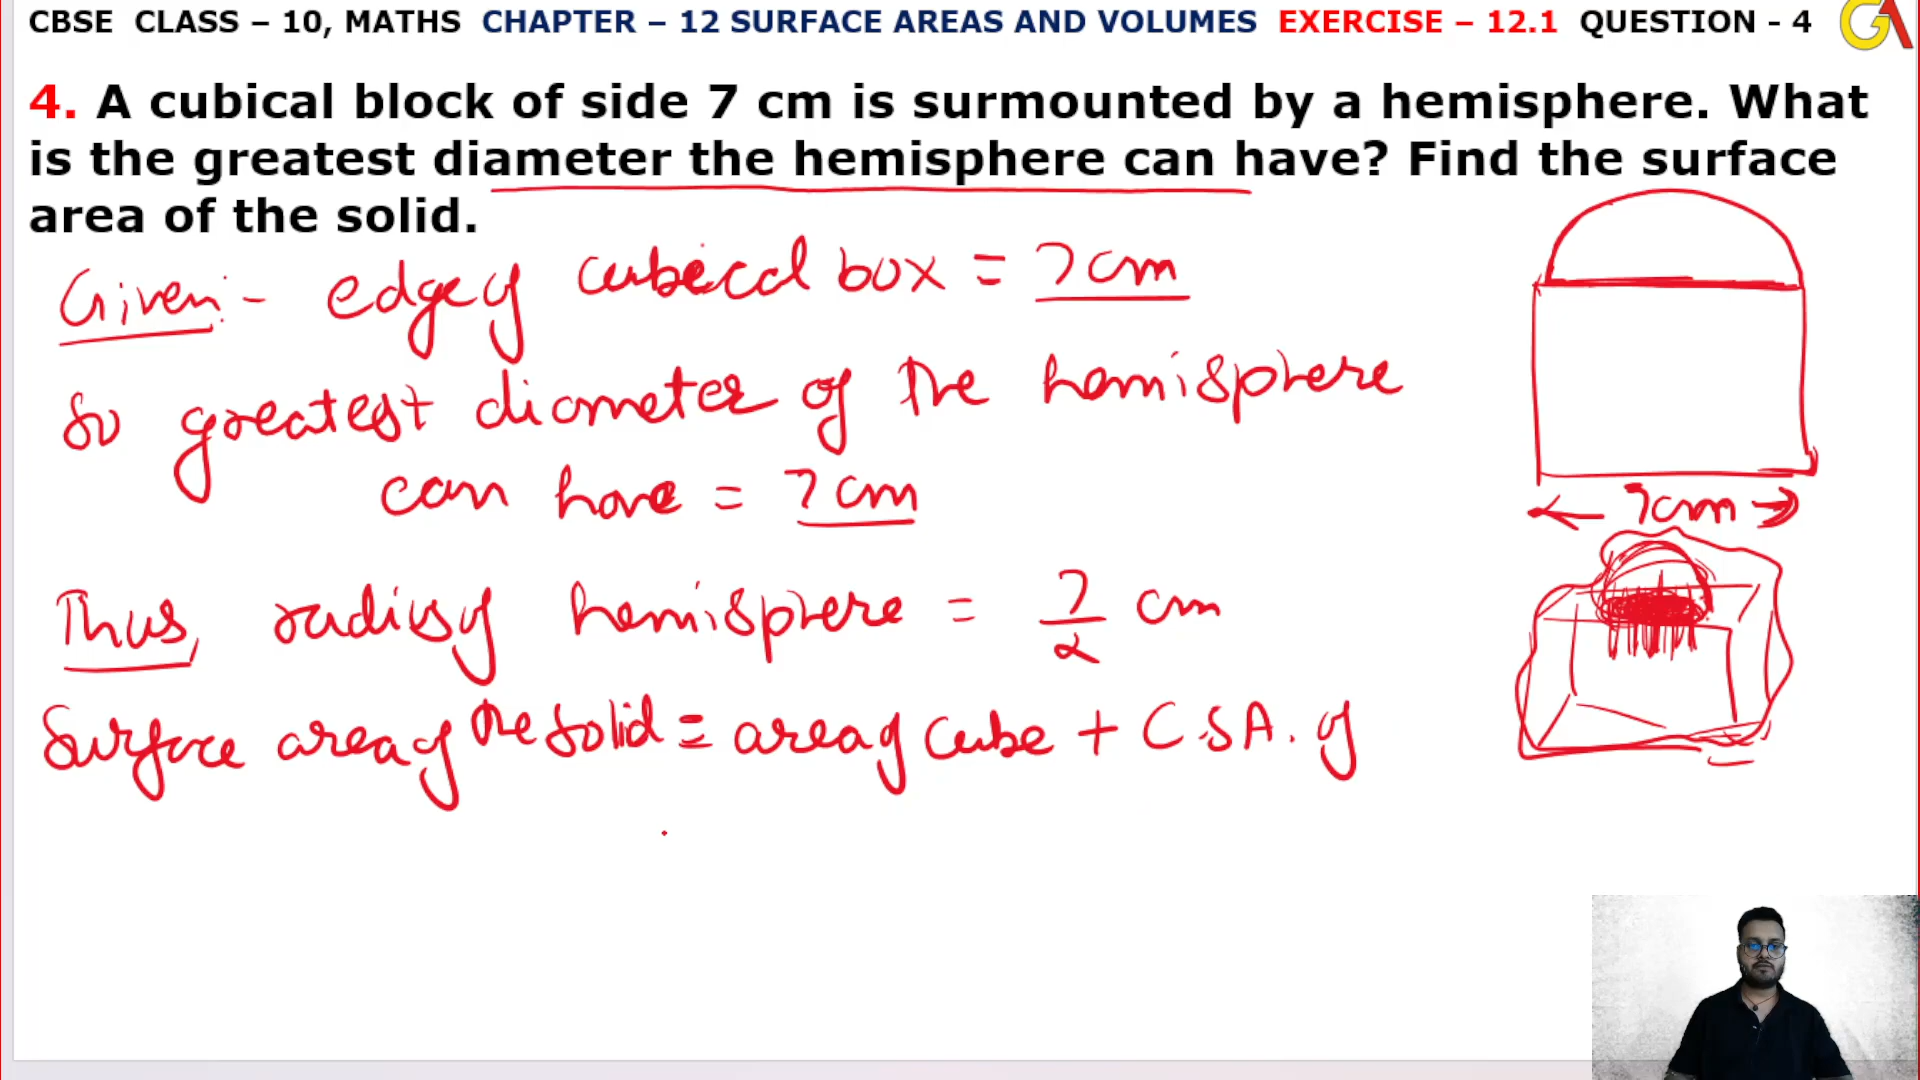 CBSE CLASS – 10, MATHS CHAPTER – 12 SURFACE AREAS AND VOLUMES EXERCISE – 12.1 QUESTION - 4 GA
4. A cubical block of side 7 cm is surmounted by a hemisphere. What
is the greatest diameter the hemisphere can have? Find the surface
area of the solid.
Given:- edge of cubical box = 7cm
So greatest diameter of the hemisphere
can have = 7cm
7cm
Thus, radius of hemisphere = 7/2 cm
Surface area of the solid = area of cube + C.S.A. of